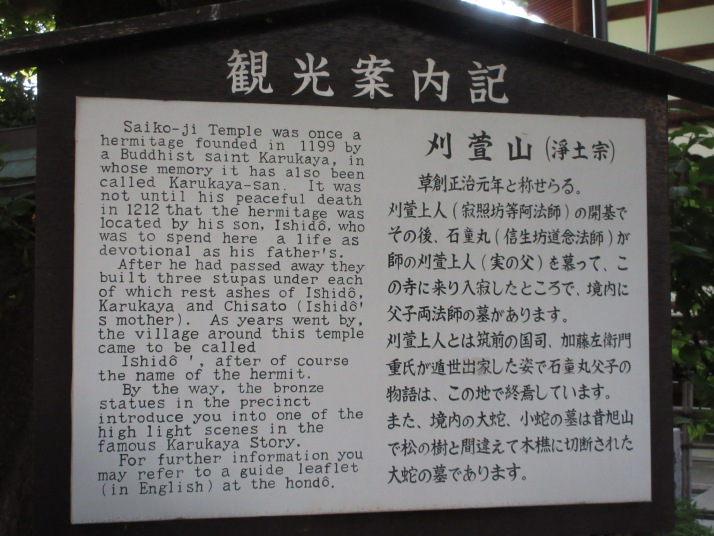 観光案内記
Saiko-ji Temple was once a
hermitage founded in 1199 by
a Buddhist saint Karukaya, in
whose memory it has also been
called Karukaya-san. It was
not until his peaceful death
in 1212 that the hermitage was
located by his son, Ishidô, who
was to spend here a life as
devotional as his father's.
After he had passed away they
built three stupas under each
of which rest ashes of Ishidô,
Karukaya and Chisato (Ishidô'
s mother). As years went by,
the village around this temple
came to be called
Ishidô ', after of course
the name of the hermit.
By the way, the bronze
statues in the precinct
introduce you into one of the
high light scenes in the
famous Karukaya Story.
For further information you
may refer to a guide leaflet
(in English) at the hondô.
刈萱山(淨土宗)
草創正治元年と称せらる。
刈萱上人(寂照坊等阿法師)の開基で
その後、石童丸(信生坊道念法師)が
師の刈萱上人(実の父)を慕って、こ
の寺に来り入寂したところで、境内に
父子両法師の墓があります。
刈萱上人とは筑前の国司、加藤左衛門
重氏が遁世出家した姿で石童丸父子の
物語は、この地で終焉しています。
また、境内の大蛇、小蛇の墓は昔旭山
で松の樹と間違えて木樵に切断された
大蛇の墓であります。